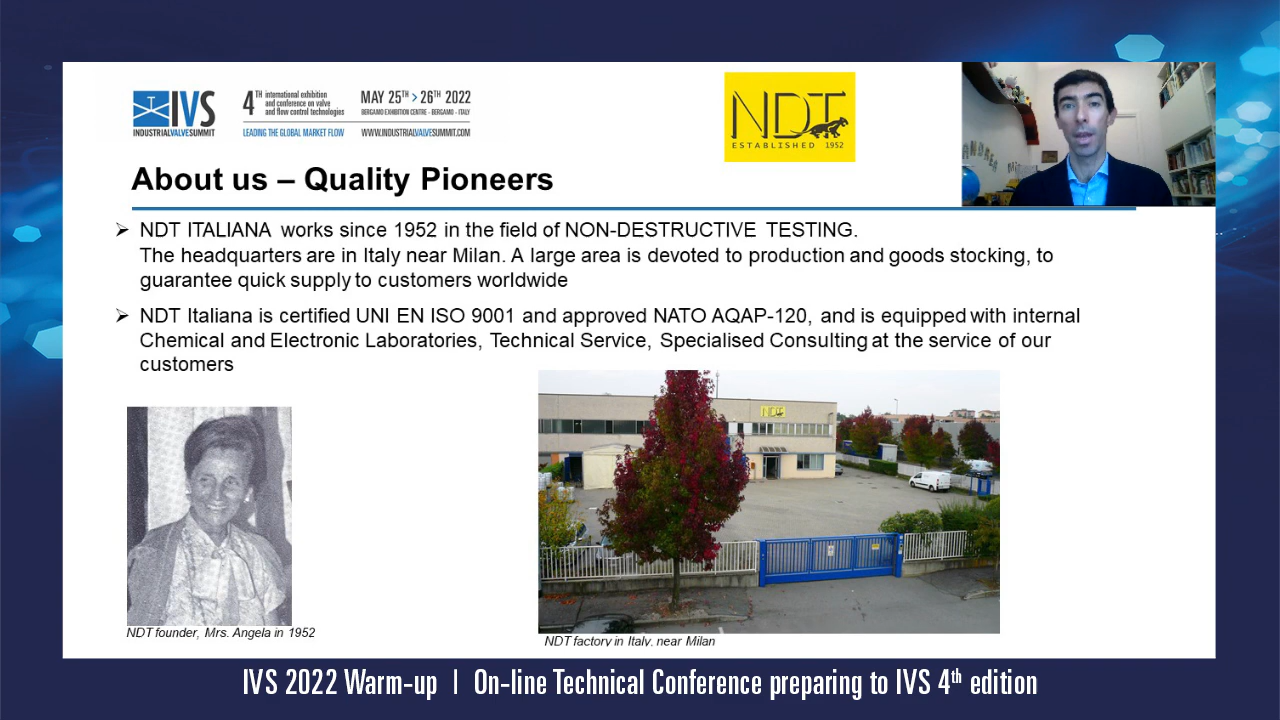 IVS
INDUSTRIALVALVESUMMIT
4TH international exhibition
and conference on valve
and flow control technologies
LEADING THE GLOBAL MARKET FLOW
MAY 25TH > 26TH 2022
BERGAMO EXHIBITION CENTRE - BERGAMO - ITALY
WWW.INDUSTRIALVALVESUMMIT.COM
NDT
ESTABLISHED 1952
About us – Quality Pioneers
➢ NDT ITALIANA works since 1952 in the field of NON-DESTRUCTIVE TESTING.
The headquarters are in Italy near Milan. A large area is devoted to production and goods stocking, to
guarantee quick supply to customers worldwide
➢ NDT Italiana is certified UNI EN ISO 9001 and approved NATO AQAP-120, and is equipped with internal
Chemical and Electronic Laboratories, Technical Service, Specialised Consulting at the service of our
customers
NDT
NDT founder, Mrs. Angela in 1952
NDT factory in Italy, near Milan
IVS 2022 Warm-up | On-line Technical Conference preparing to IVS 4th edition